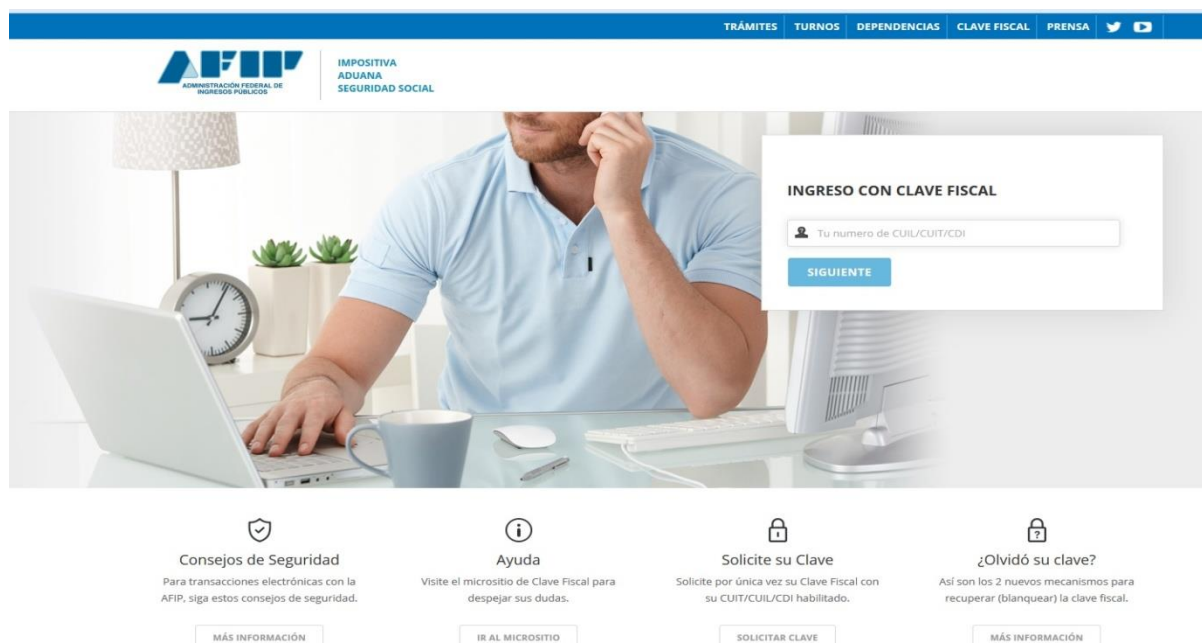 TRÁMITES TURNOS DEPENDENCIAS CLAVE FISCAL PRENSA
AFIP
ADMINISTRACIÓN FEDERAL DE
INGRESOS PÚBLICOS
IMPOSITIVA
ADUANA
SEGURIDAD SOCIAL
INGRESO CON CLAVE FISCAL
Tu numero de CUIL/CUIT/CDI
SIGUIENTE
Consejos de Seguridad
Para transacciones electrónicas con la
AFIP, siga estos consejos de seguridad.
MÁS INFORMACIÓN
Ayuda
Visite el micrositio de Clave Fiscal para
despejar sus dudas.
IR AL MICROSITIO
Solicite su Clave
Solicite por única vez su Clave Fiscal con
su CUIT/CUIL/CDI habilitado.
SOLICITAR CLAVE
¿Olvidó su clave?
Así son los 2 nuevos mecanismos para
recuperar (blanquear) la clave fiscal.
MÁS INFORMACIÓN